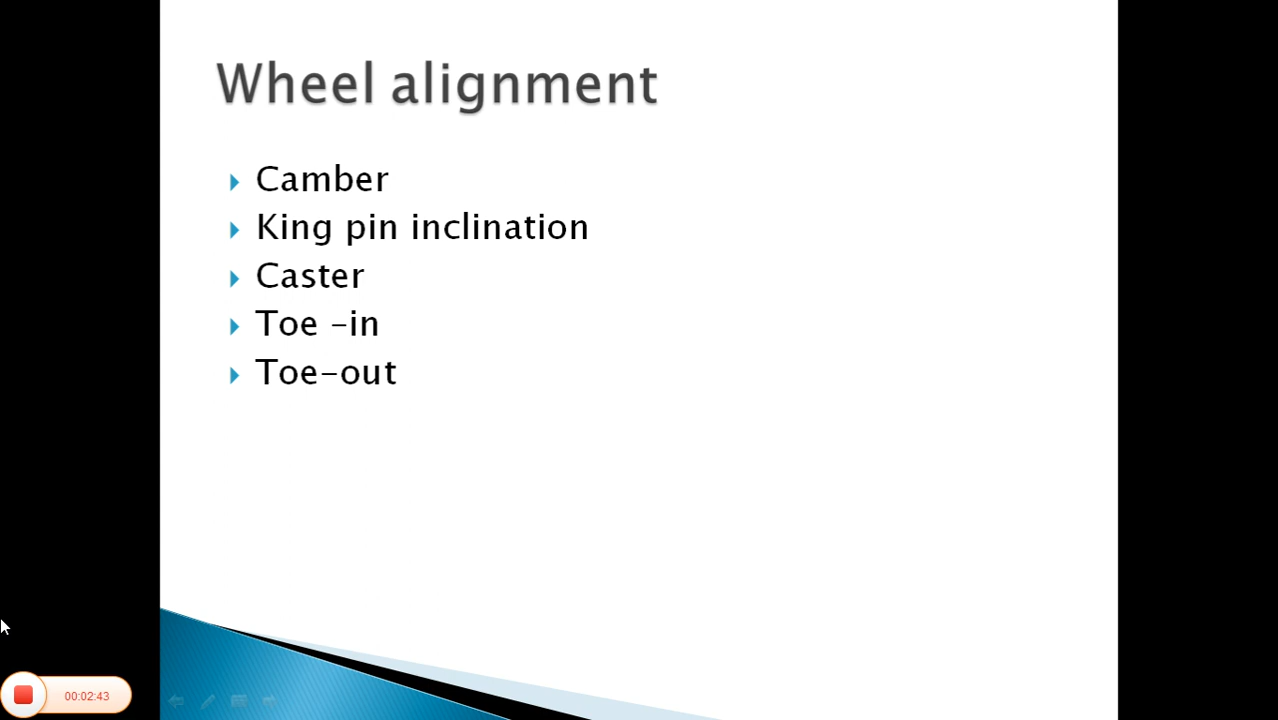 Wheel alignment
Camber
King pin inclination
Caster
Toe -in
Toe-out
00:02:43